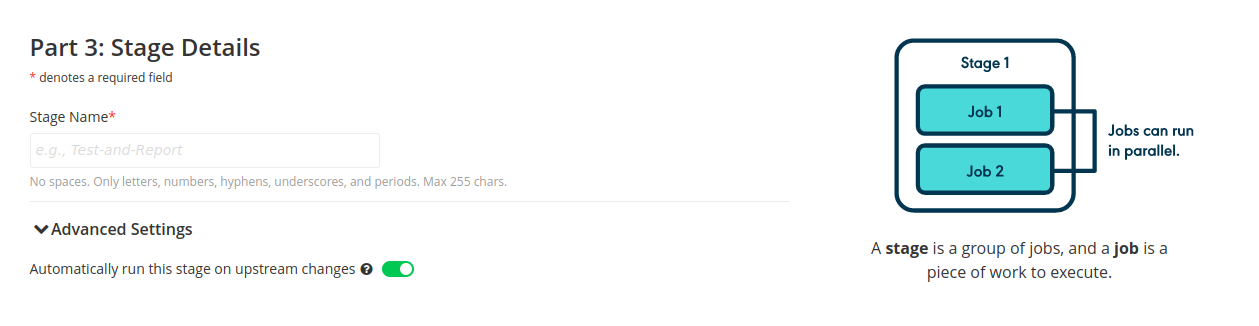 Part 3: Stage Details
* denotes a required field
Stage Name*
e.g., Test-and-Report
No spaces. Only letters, numbers, hyphens, underscores, and periods. Max 255 chars.
Advanced Settings
Automatically run this stage on upstream changes ?
Stage 1
Job 1
Job 2
Jobs can run
in parallel.
A stage is a group of jobs, and a job is a
piece of work to execute.